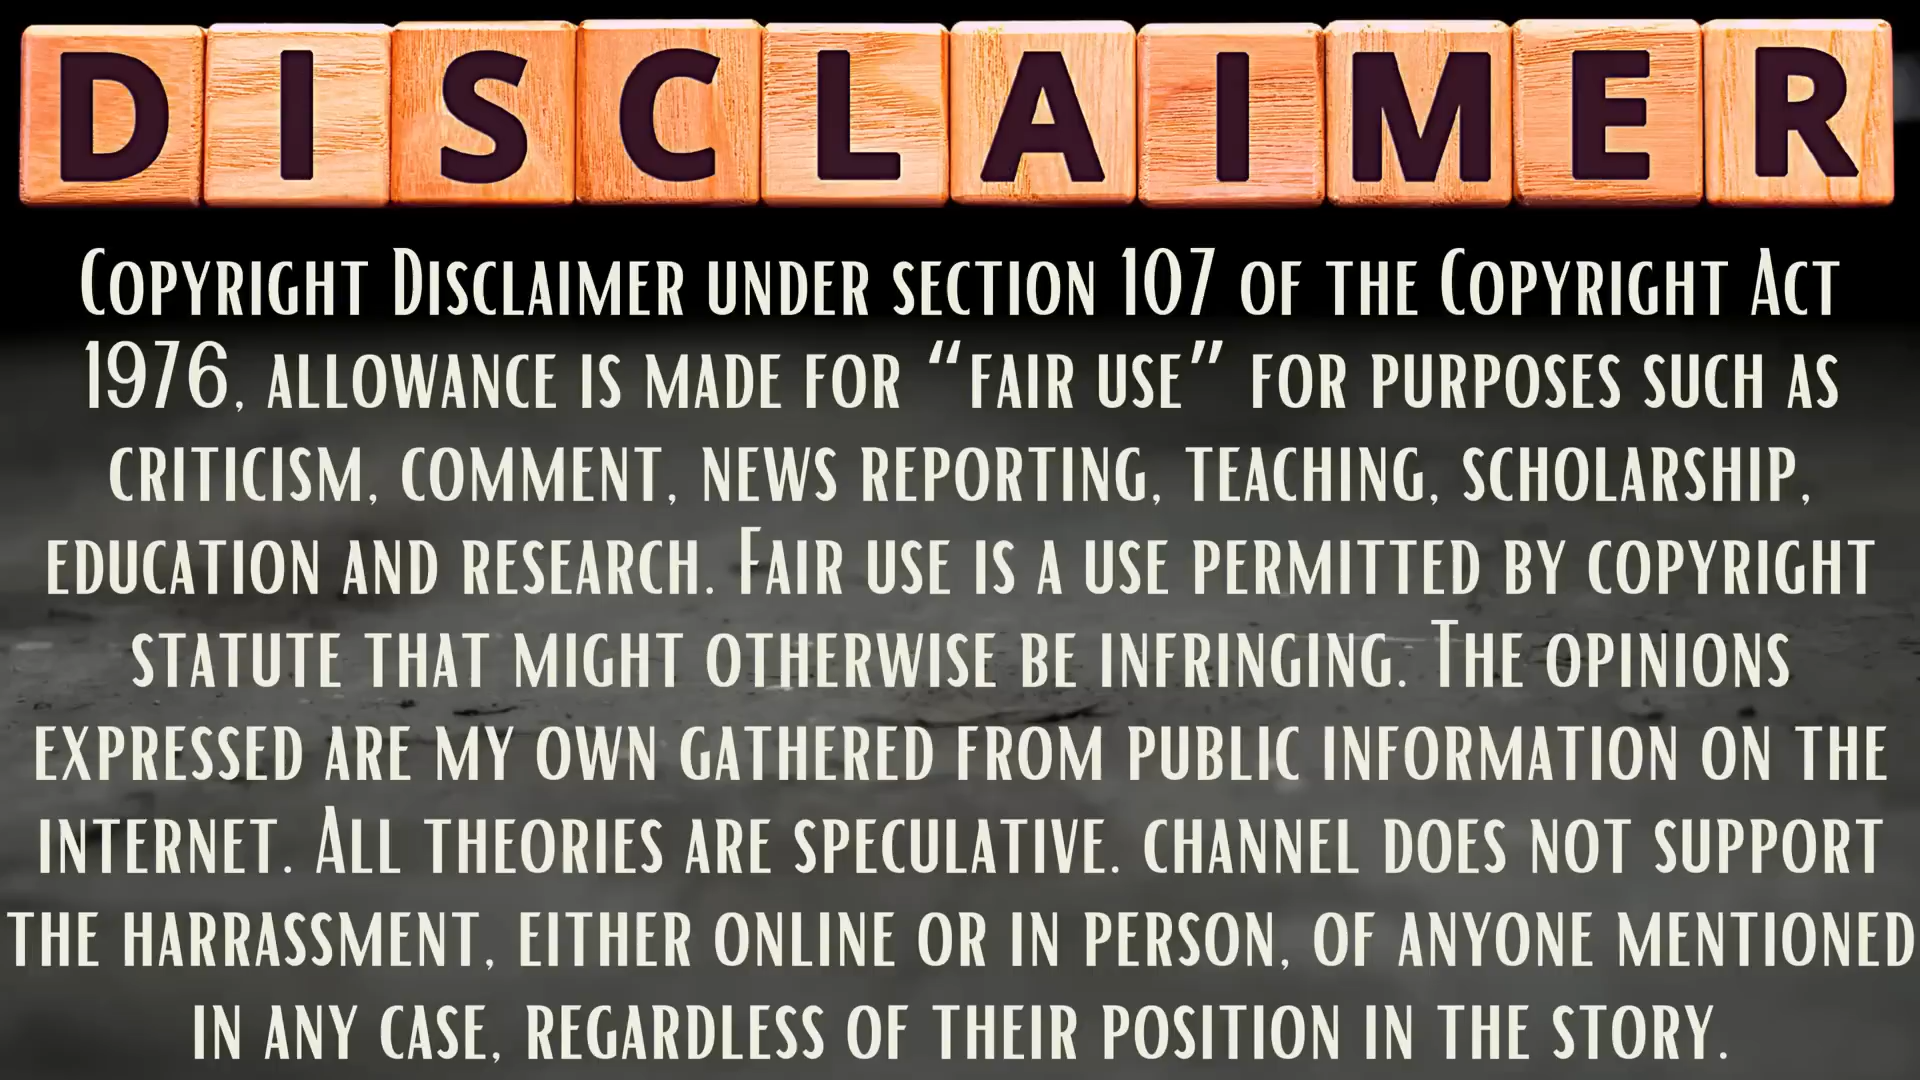 DISCLAIMER
Copyright Disclaimer under section 107 of the Copyright Act
1976, allowance is made for “fair use” for purposes such as
criticism, comment, news reporting, teaching, scholarship,
education and research. Fair use is a use permitted by copyright
statute that might otherwise be infringing. The opinions
expressed are my own gathered from public information on the
internet. All theories are speculative. channel does not support
the harrassment, either online or in person, of anyone mentioned
in any case, regardless of their position in the story.